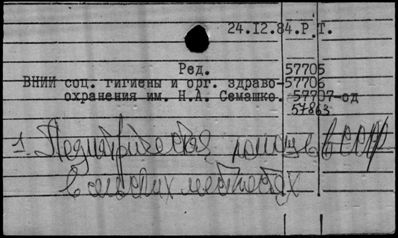 24.12.84.Р.Т.
Ред. 57705
ВНИИ соц. гигиены и орг. здраво- 57706
охранения им. Н.А. Семашко. 57707-од
57863
1 Педиатрическая помощь в СССР
в сельских местностях